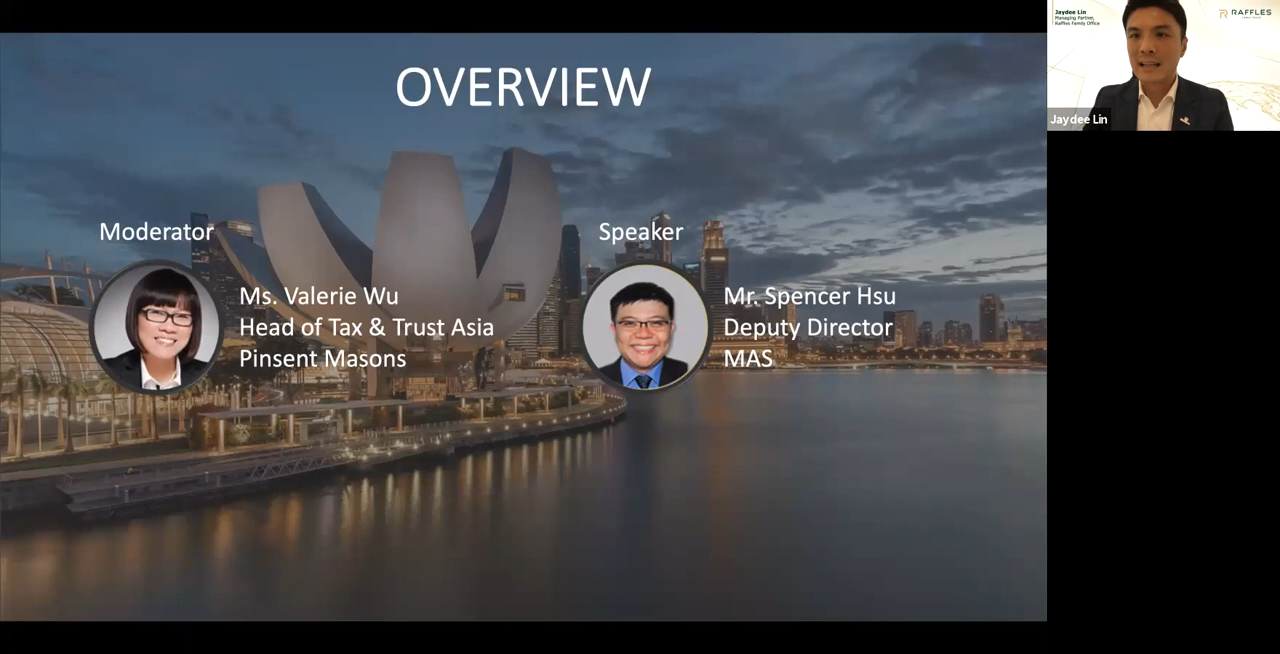 OVERVIEW
Moderator
Ms. Valerie Wu
Head of Tax & Trust Asia
Pinsent Masons
Speaker
Mr. Spencer Hsu
Deputy Director
MAS
Jaydee Lin
Managing Partner,
Raffles Family Office
RAFFLES
Jaydee Lin